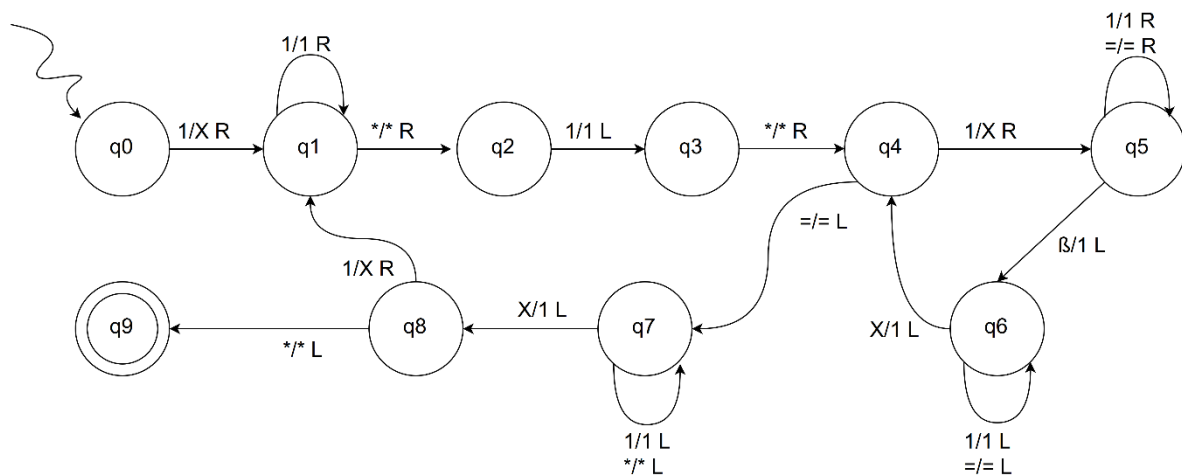 1/1 R
1/1 R
=/= R
q0
1/X R
q1
*/* R
q2
1/1 L
q3
*/* R
q4
1/X R
q5
=/= L
ß/1 L
1/X R
q9
*/* L
q8
X/1 L
q7
X/1 L
q6
1/1 L
*/* L
1/1 L
=/= L